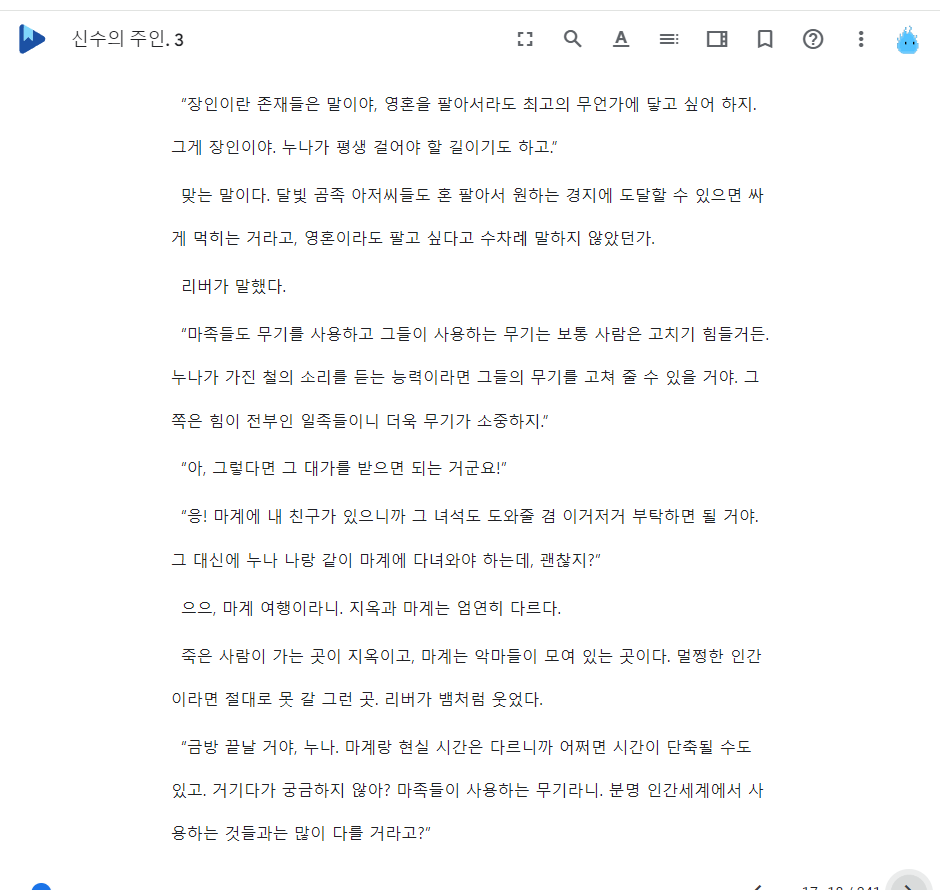 신수의 주인. 3
"장인이란 존재들은 말이야, 영혼을 팔아서라도 최고의 무언가에 닿고 싶어 하지.
그게 장인이야. 누나가 평생 걸어야 할 길이기도 하고."
맞는 말이다. 달빛 곰족 아저씨들도 혼 팔아서 원하는 경지에 도달할 수 있으면 싸
게 먹히는 거라고, 영혼이라도 팔고 싶다고 수차례 말하지 않았던가.
리버가 말했다.
"마족들도 무기를 사용하고 그들이 사용하는 무기는 보통 사람은 고치기 힘들거든.
누나가 가진 철의 소리를 듣는 능력이라면 그들의 무기를 고쳐 줄 수 있을 거야. 그
쪽은 힘이 전부인 일족들이니 더욱 무기가 소중하지."
"아, 그렇다면 그 대가를 받으면 되는 거군요!"
"응! 마계에 내 친구가 있으니까 그 녀석도 도와줄 겸 이거저거 부탁하면 될 거야.
그 대신에 누나 나랑 같이 마계에 다녀와야 하는데, 괜찮지?"
으으, 마계 여행이라니. 지옥과 마계는 엄연히 다르다.
죽은 사람이 가는 곳이 지옥이고, 마계는 악마들이 모여 있는 곳이다. 멀쩡한 인간
이라면 절대로 못 갈 그런 곳. 리버가 뱀처럼 웃었다.
"금방 끝날 거야, 누나. 마계랑 현실 시간은 다르니까 어쩌면 시간이 단축될 수도
있고. 거기다가 궁금하지 않아? 마족들이 사용하는 무기라니. 분명 인간세계에서 사
용하는 것들과는 많이 다를 거라고?"